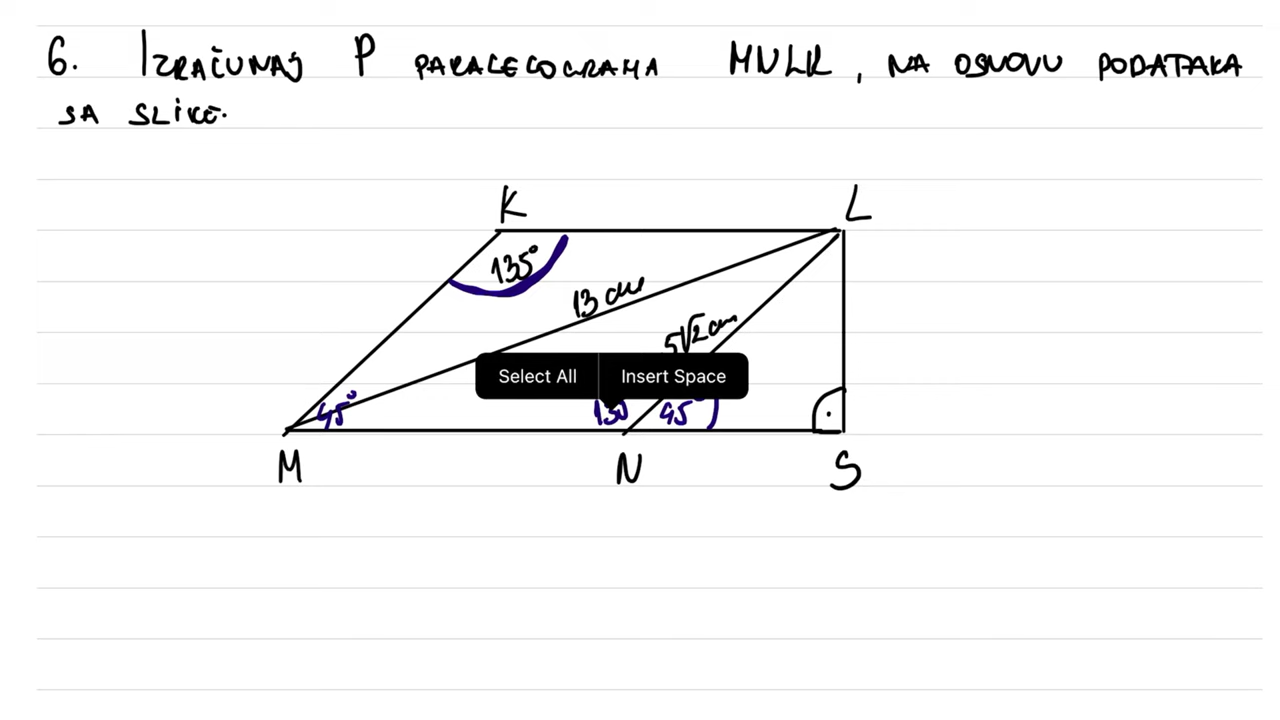 6. IZRAČUNAJ P PARALELOGRAMA MNLK, NA OSNOVU PODATAKA
SA SLIKE.
K L
135°
13 cm
5√2 cm
Select All Insert Space
45° 45°
M N S